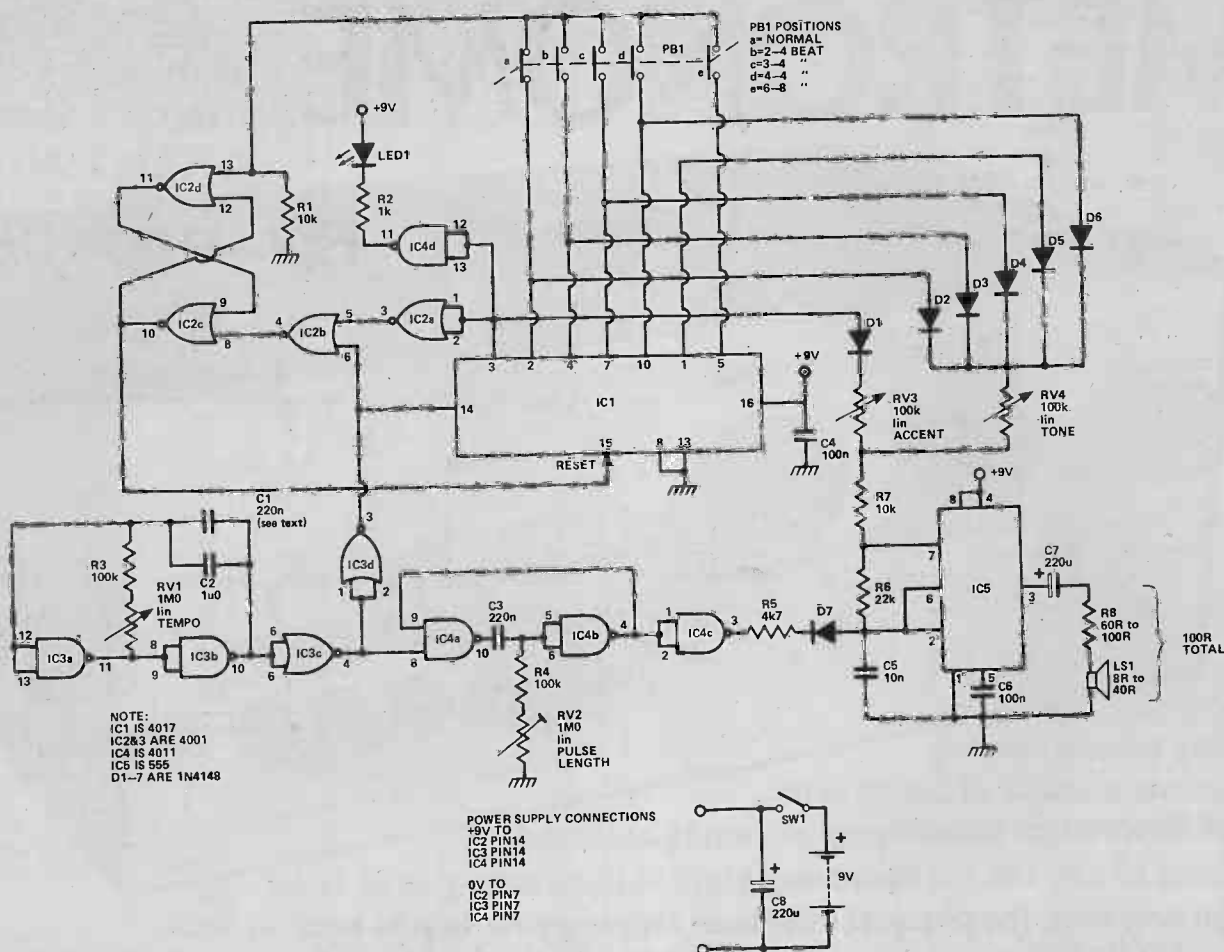 PB1 POSITIONS
a= NORMAL
b=2–4 BEAT
c=3–4 "
d=4–4 "
e=6–8 "
a
b
c
d
PB1
e
+9V
LED1
R2
1k
11
IC2d
13
12
R1
10k
11
IC4d
12
13
D6
D5
D4
D3
D2
D1
10
IC2c
9
8
4
IC2b
5
6
3
IC2a
1
2
3
2
4
7
10
1
5
14
IC1
16
15
RESET
8
13
+9V
C4
100n
RV3
100k
lin
ACCENT
RV4
100k
lin
TONE
R7
10k
C1
220n
(see text)
C2
1u0
R3
100k
RV1
1M0
lin
TEMPO
12
13
IC3a
11
8
9
IC3b
10
6
6
IC3c
4
3
IC3d
1
2
9
8
IC4a
10
C3
220n
R4
100k
RV2
1M0
lin
PULSE
LENGTH
5
6
IC4b
4
1
2
IC4c
3
R5
4k7
D7
R6
22k
C5
10n
+9V
8
4
7
6
2
IC5
3
1
5
C6
100n
C7
220u
+
R8
60R to
100R
LS1
8R to
40R
100R
TOTAL
NOTE:
IC1 IS 4017
IC2&3 ARE 4001
IC4 IS 4011
IC5 IS 555
D1–7 ARE 1N4148
POWER SUPPLY CONNECTIONS
+9V TO
IC2 PIN14
IC3 PIN14
IC4 PIN14
0V TO
IC2 PIN7
IC3 PIN7
IC4 PIN7
SW1
+
+
9V
C8
220u